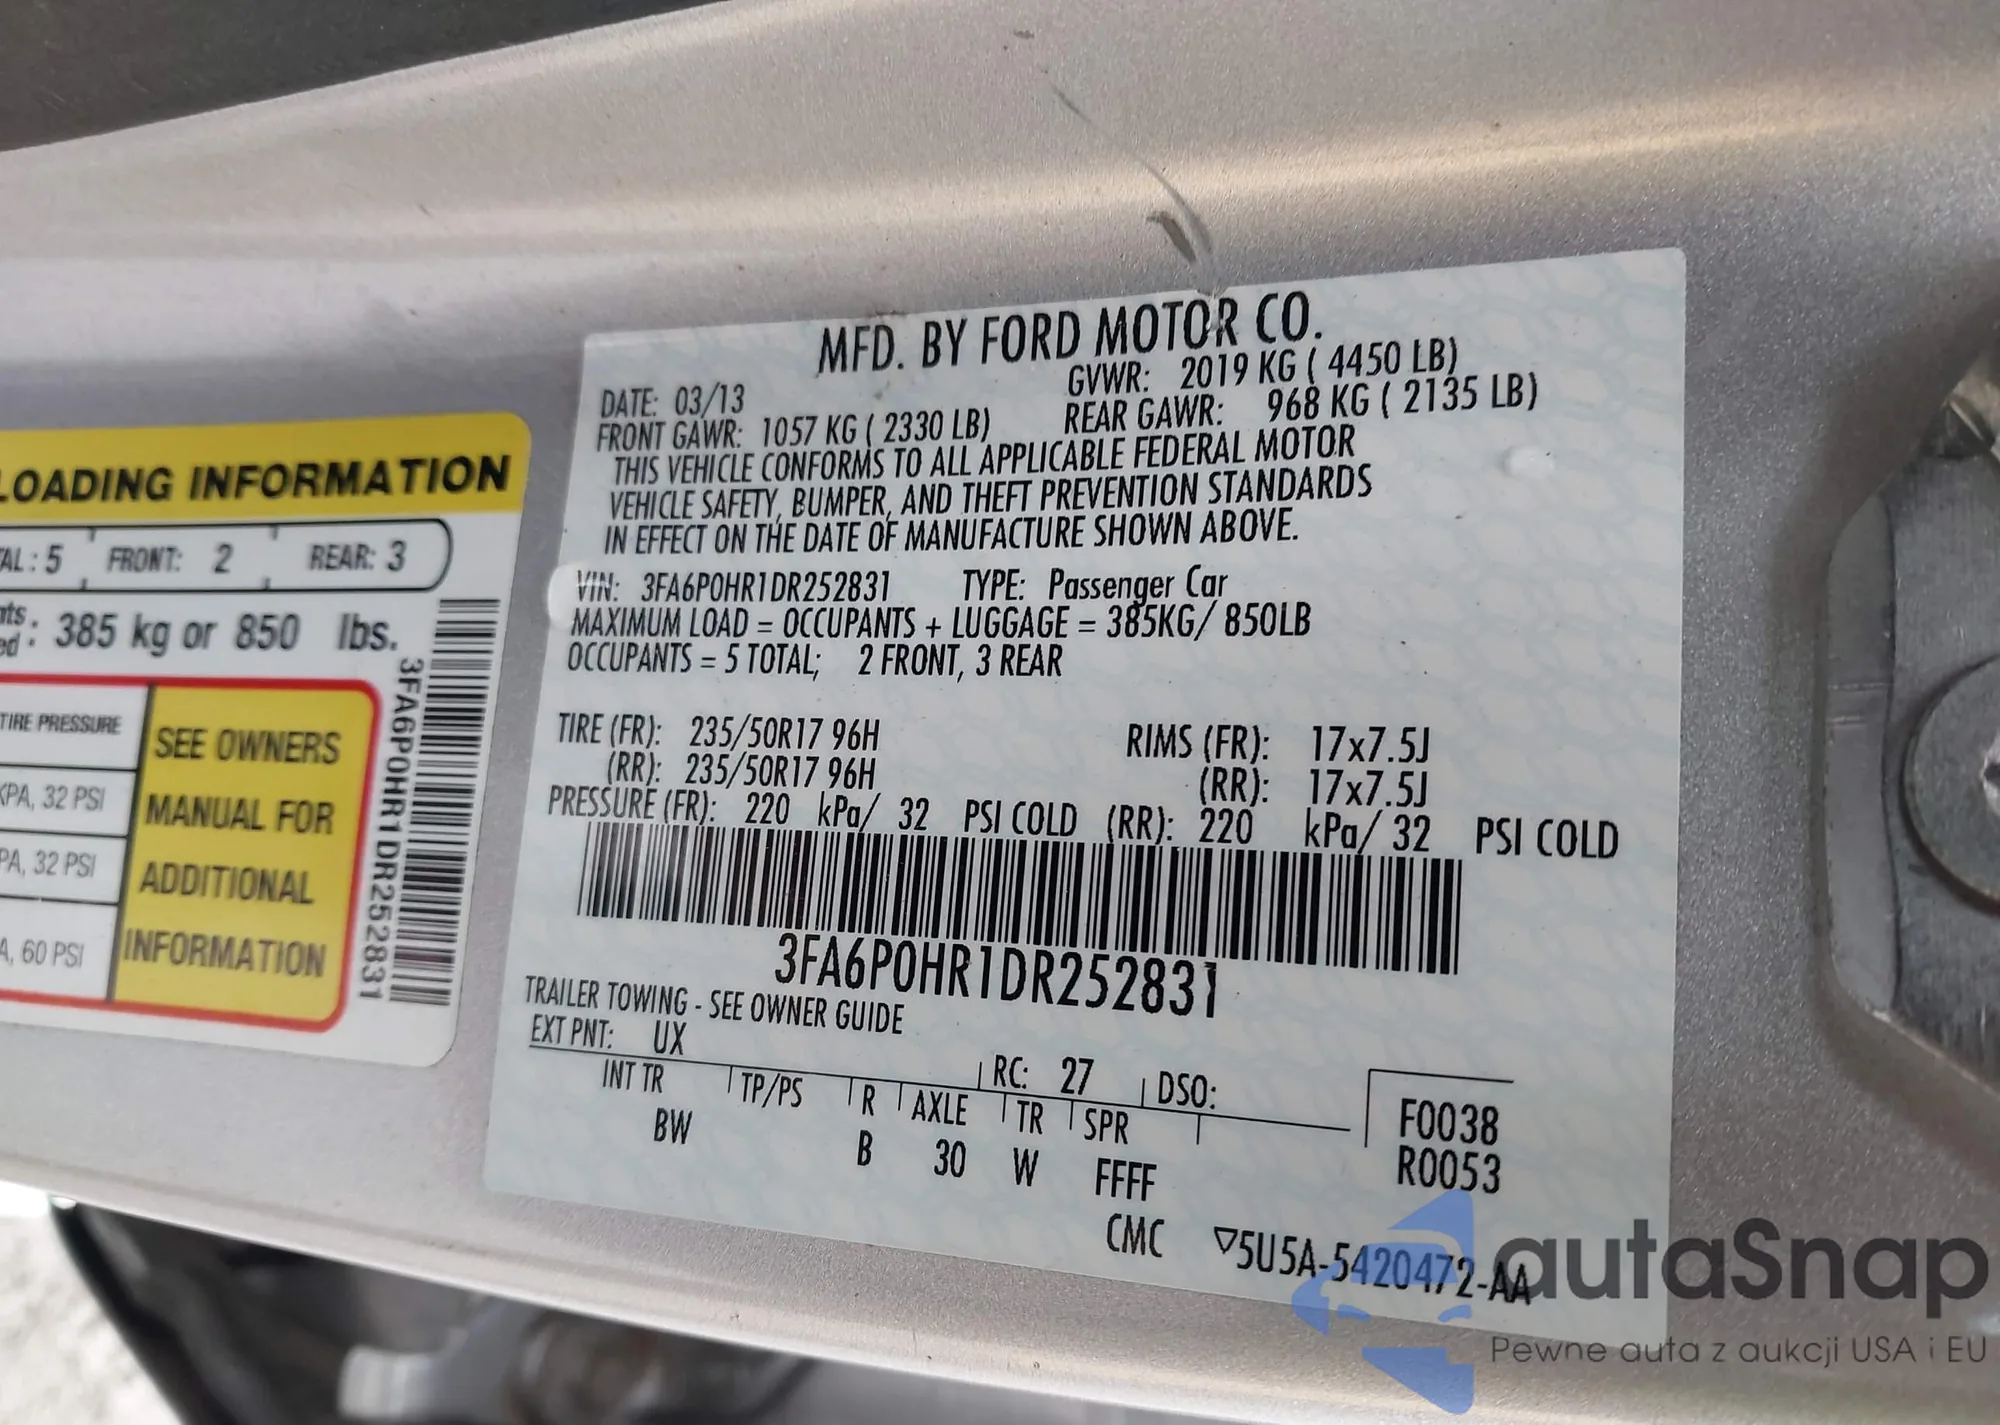 LOADING INFORMATION
AL : 5 FRONT: 2 REAR: 3
385 kg or 850 lbs.
TIRE PRESSURE
KPA, 32 PSI
PA, 32 PSI
A, 60 PSI
SEE OWNERS
MANUAL FOR
ADDITIONAL
INFORMATION
3FA6P0HR1DR252831
MFD. BY FORD MOTOR CO.
DATE: 03/13 GVWR: 2019 KG ( 4450 LB)
FRONT GAWR: 1057 KG ( 2330 LB) REAR GAWR: 968 KG ( 2135 LB)
THIS VEHICLE CONFORMS TO ALL APPLICABLE FEDERAL MOTOR
VEHICLE SAFETY, BUMPER, AND THEFT PREVENTION STANDARDS
IN EFFECT ON THE DATE OF MANUFACTURE SHOWN ABOVE.
VIN: 3FA6P0HR1DR252831 TYPE: Passenger Car
MAXIMUM LOAD = OCCUPANTS + LUGGAGE = 385KG/ 850LB
OCCUPANTS = 5 TOTAL; 2 FRONT, 3 REAR
TIRE (FR): 235/50R17 96H RIMS (FR): 17x7.5J
(RR): 235/50R17 96H (RR): 17x7.5J
PRESSURE (FR): 220 kPa/ 32 PSI COLD (RR): 220 kPa/ 32 PSI COLD
3FA6P0HR1DR252831
TRAILER TOWING - SEE OWNER GUIDE
EXT PNT: UX RC: 27 DSO:
INT TR TP/PS R AXLE TR SPR
BW B 30 W FFFF
F0038
R0053
CMC ▽5U5A-5420472-AA
autaSnap
Pewne auta z aukcji USA i EU